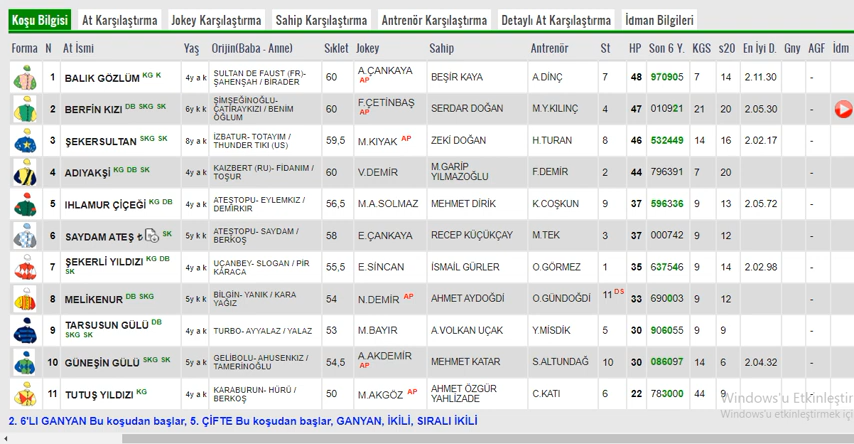 Koşu Bilgisi At Karşılaştırma Jokey Karşılaştırma Sahip Karşılaştırma Antrenör Karşılaştırma Detaylı At Karşılaştırma İdman Bilgileri
Forma N At İsmi Yaş Orijin(Baba - Anne) Sıklet Jokey Sahip Antrenör St HP Son 6 Y. KGS s20 En İyi D. Gny AGF İdm
1 BALIK GÖZLÜM KG K 4y a k SULTAN DE FAUST (FR)- ŞAHENŞAH / BIRADER 60 A.ÇANKAYA AP BEŞİR KAYA A.DİNÇ 7 48 970905 7 14 2.11.30 -
2 BERFİN KIZI DB SKG SK 6y k k ŞİMŞEĞİNOĞLU- ÇATIRAYKIZI / BENİM OĞLUM 60 F.ÇETİNBAŞ AP SERDAR DOĞAN M.Y.KILINÇ 4 47 010921 21 20 2.05.30 -
3 ŞEKERSULTAN SKG SK 8y a k İZBATUR- TOTAYIM / THUNDER TIKI (US) 59,5 M.KIYAK AP ZEKİ DOĞAN H.TURAN 8 46 532449 14 16 2.02.17 -
4 ADIYAKŞİ KG DB SK 4y a k KAIZBERT (RU)- FİDANIM / TOŞUR 60 V.DEMİR M.GARİP YILMAZOĞLU F.DEMİR 2 44 796391 7 20 -
5 IHLAMUR ÇİÇEĞİ KG DB 4y a k ATEŞTOPU- EYLEMKIZ / DEMİRKIR 56,5 M.A.SOLMAZ MEHMET DİRİK K.COŞKUN 9 37 596336 9 13 2.05.72 -
6 SAYDAM ATEŞ ₺ SK 5y k k ATEŞTOPU- SAYDAM / BERKOŞ 58 E.ÇANKAYA RECEP KÜÇÜKÇAY M.TEK 3 37 000742 9 12 -
7 ŞEKERLİ YILDIZI KG DB SK 4y a k UÇANBEY- SLOGAN / PİR KARACA 55,5 E.SİNCAN İSMAİL GÜRLER O.GÖRMEZ 1 35 637546 9 14 2.02.98 -
8 MELİKENUR DB SKG 5y k k BİLGİN- YANIK / KARA YAĞIZ 54 N.DEMİR AP AHMET AYDOĞDİ O.GÜNDOĞDİ 11 DS 33 690003 9 12 -
9 TARSUSUN GÜLÜ DB SKG SK 4y a k TURBO- AYYALAZ / YALAZ 53 M.BAYIR A.VOLKAN UÇAK Y.MİSDİK 5 30 906055 9 9 -
10 GÜNEŞİN GÜLÜ SKG SK 5y a k GELİBOLU- AHUSENKIZ / TAMERİNOĞLU 54,5 A.AKDEMİR AP MEHMET KATAR S.ALTUNDAĞ 10 30 086097 14 6 2.04.32 -
11 TUTUŞ YILDIZI KG 4y a k KARABURUN- HÜRÜ / BERKOŞ 50 M.AKGÖZ AP AHMET ÖZGÜR YAHLİZADE C.KATI 6 22 783000 44 9 -
Windows'u Etkinleştir
Windows'u etkinleştirmek iç
2. 6'LI GANYAN Bu koşudan başlar, 5. ÇİFTE Bu koşudan başlar, GANYAN, İKİLİ, SIRALI İKİLİ